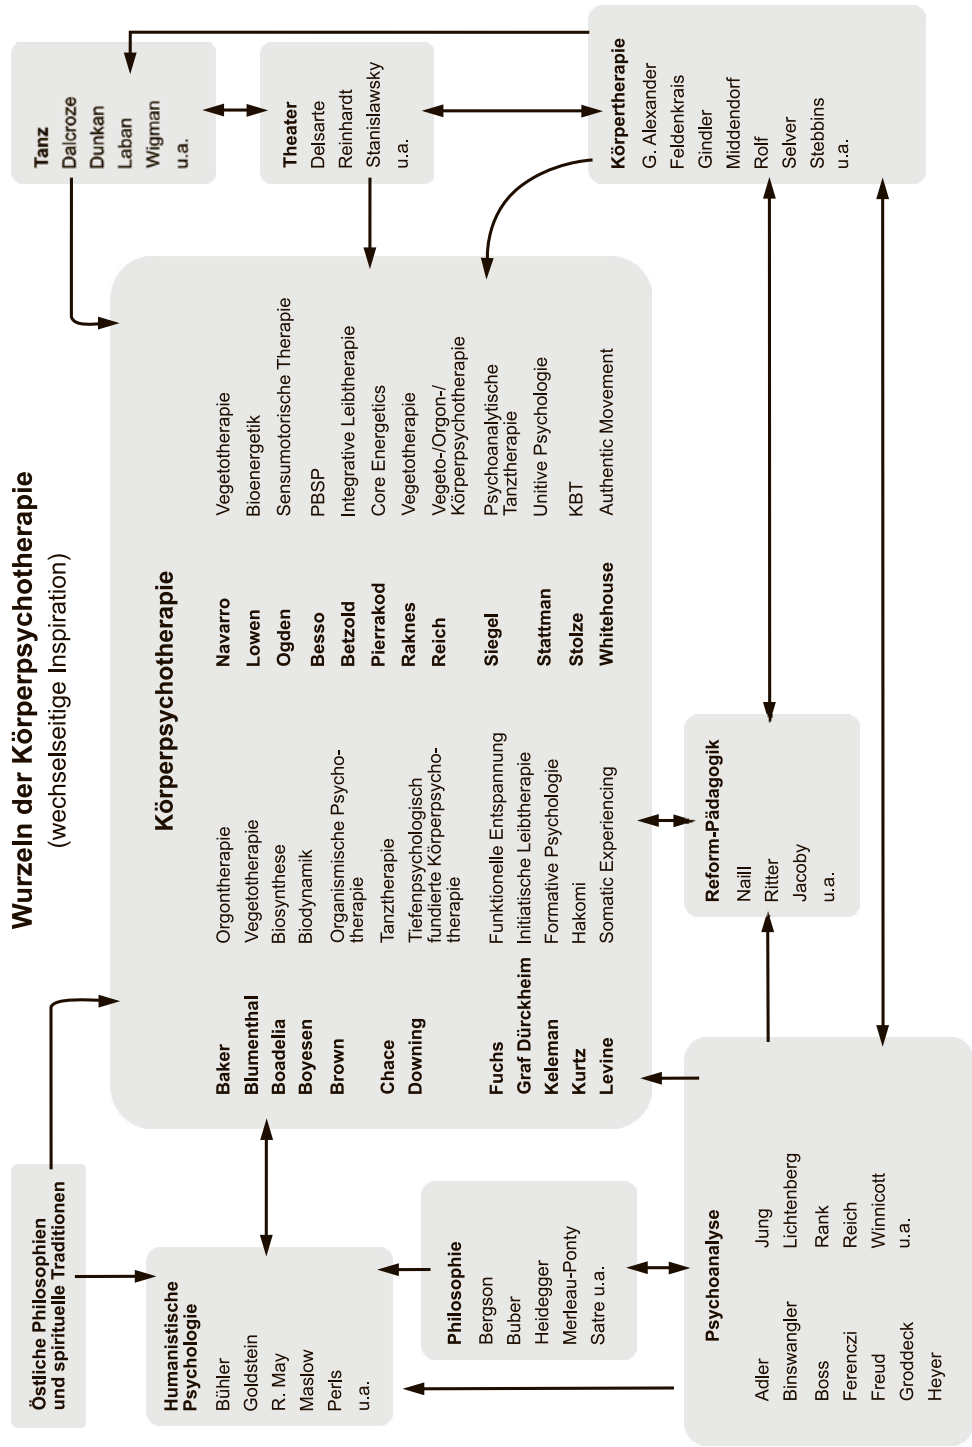 Wurzeln der Körperpsychotherapie
(wechselseitige Inspiration)
Östliche Philosophien
und spirituelle Traditionen
Humanistische
Psychologie
Bühler
Goldstein
R. May
Maslow
Perls
u.a.
Philosophie
Bergson
Buber
Heidegger
Merleau-Ponty
Satre u.a.
Psychoanalyse
Adler
Binswangler
Boss
Ferenczi
Freud
Groddeck
Heyer
Jung
Lichtenberg
Rank
Reich
Winnicott
u.a.
Körperpsychotherapie
Baker Orgontherapie
Blumenthal Vegetotherapie
Boadelia Biosynthese
Boyesen Biodynamik
Brown Organismische Psycho-
therapie
Chace Tanztherapie
Downing Tiefenpsychologisch
fundierte Körperpsycho-
therapie
Fuchs Funktionelle Entspannung
Graf Dürckheim Initiatische Leibtherapie
Keleman Formative Psychologie
Kurtz Hakomi
Levine Somatic Experiencing
Navarro Vegetotherapie
Lowen Bioenergetik
Ogden Sensumotorische Therapie
Besso PBSP
Betzold Integrative Leibtherapie
Pierrakod Core Energetics
Raknes Vegetotherapie
Reich Vegeto-/Orgon-/
Körperpsychotherapie
Siegel Psychoanalytische
Tanztherapie
Stattman Unitive Psychologie
Stolze KBT
Whitehouse Authentic Movement
Reform-Pädagogik
Naill
Ritter
Jacoby
u.a.
Tanz
Dalcroze
Dunkan
Laban
Wigman
u.a.
Theater
Delsarte
Reinhardt
Stanislawsky
u.a.
Körpertherapie
G. Alexander
Feldenkrais
Gindler
Middendorf
Rolf
Selver
Stebbins
u.a.